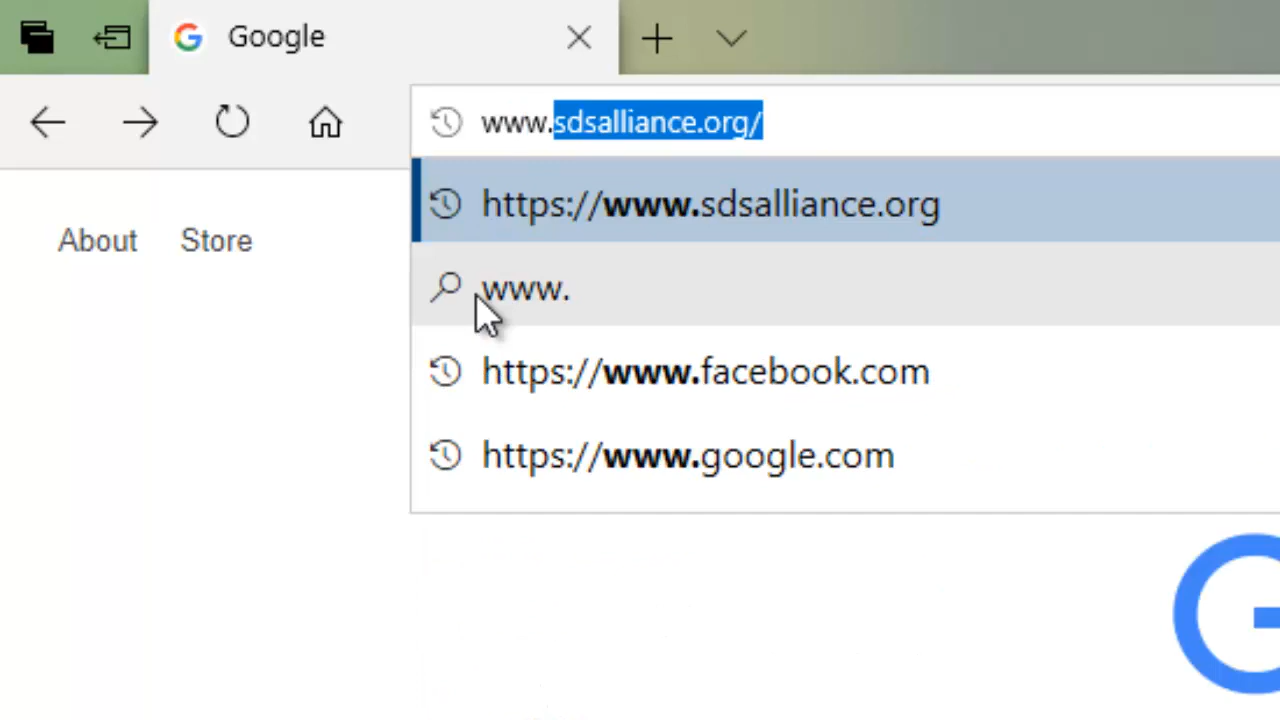 Google
www.sdsalliance.org/
https://www.sdsalliance.org
About Store
www.
https://www.facebook.com
https://www.google.com
G